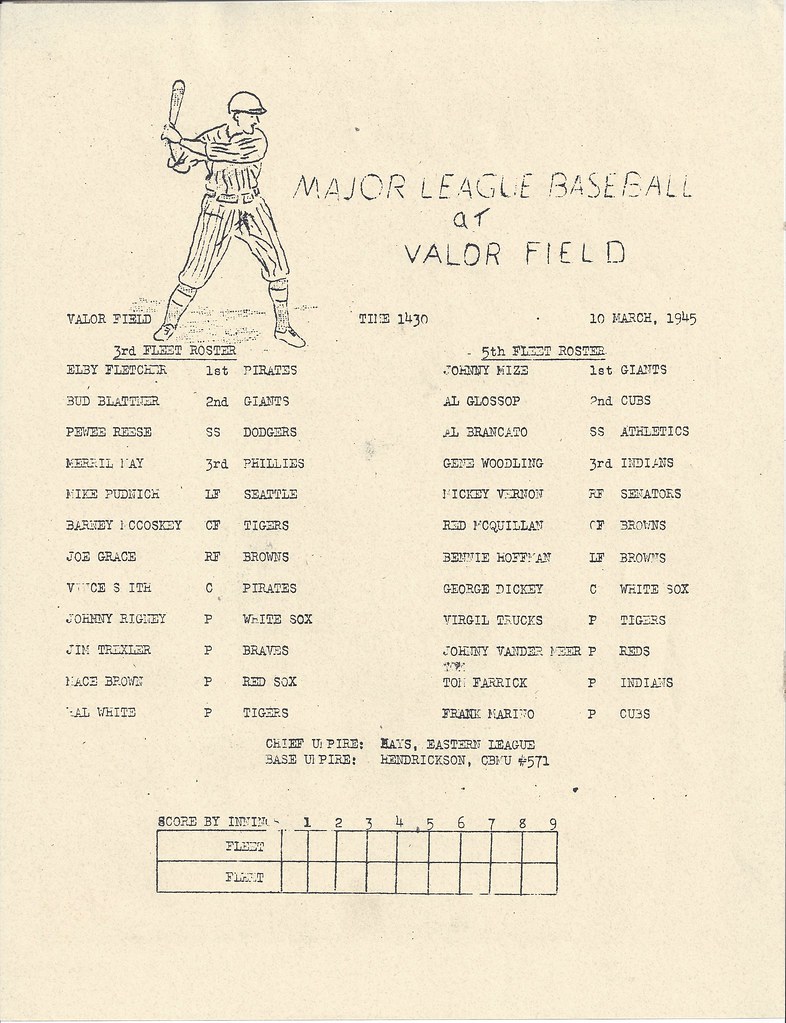 MAJOR LEAGUE BASEBALL
at
VALOR FIELD
VALOR FIELD TIME 1430 10 MARCH, 1945
3rd FLEET ROSTER 5th FLEET ROSTER
ELBY FLETCHER 1st PIRATES JOHNNY MIZE 1st GIANTS
BUD BLATTNER 2nd GIANTS AL GLOSSOP 2nd CUBS
PEWEE REESE SS DODGERS AL BRANCATO SS ATHLETICS
MERRIL MAY 3rd PHILLIES GENE WOODLING 3rd INDIANS
MIKE PUDNICH LF SEATTLE MICKEY VERNON RF SENATORS
BARNEY MCCOSKEY CF TIGERS RED MCQUILLAN CF BROWNS
JOE GRACE RF BROWNS BENNIE HOFFMAN LF BROWNS
VINCE SMITH C PIRATES GEORGE DICKEY C WHITE SOX
JOHNNY RIGNEY P WHITE SOX VIRGIL TRUCKS P TIGERS
JIM TREXLER P BRAVES JOHNNY VANDER MEER P REDS
MACE BROWN P RED SOX TOM FARRICK P INDIANS
HAL WHITE P TIGERS FRANK MARINO P CUBS
CHIEF UMPIRE: MAYS, EASTERN LEAGUE
BASE UMPIRE: HENDRICKSON, CBMU #571
SCORE BY INNING 1 2 3 4 5 6 7 8 9
FLEET
FLEET